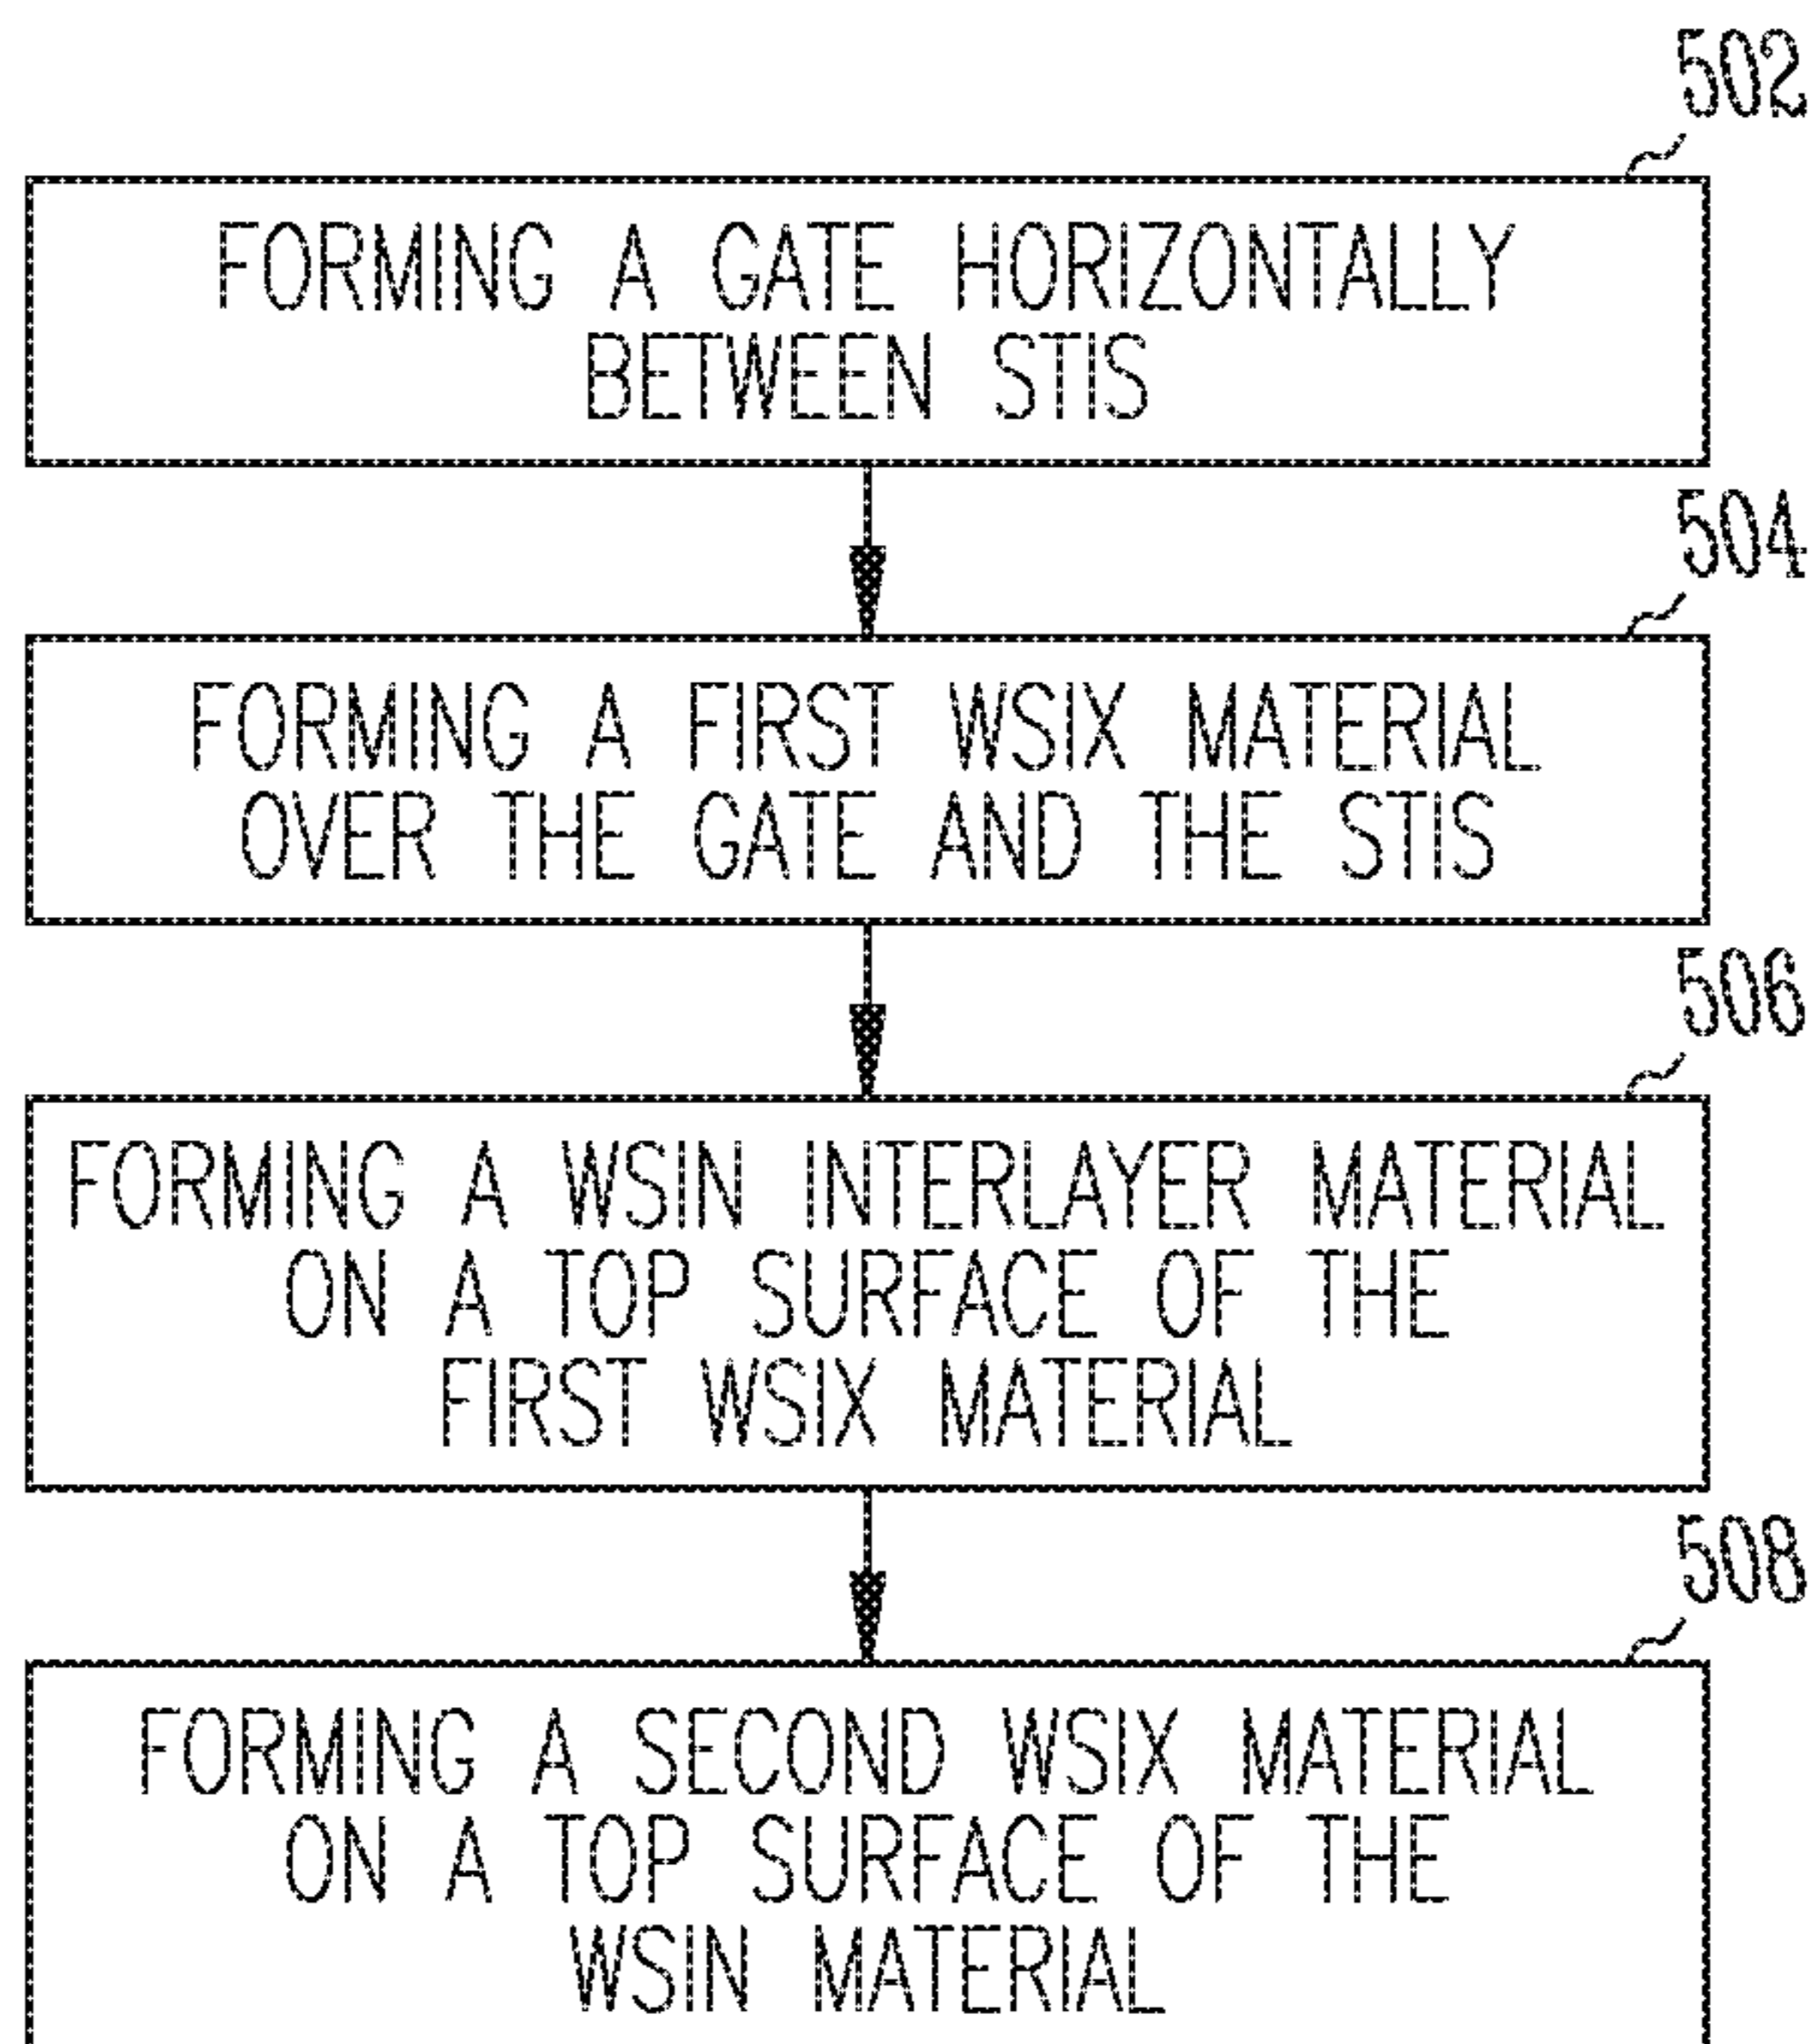 502
FORMING A GATE HORIZONTALLY
BETWEEN STIS
504
FORMING A FIRST WSIX MATERIAL
OVER THE GATE AND THE STIS
506
FORMING A WSIN INTERLAYER MATERIAL
ON A TOP SURFACE OF THE
FIRST WSIX MATERIAL
508
FORMING A SECOND WSIX MATERIAL
ON A TOP SURFACE OF THE
WSIN MATERIAL